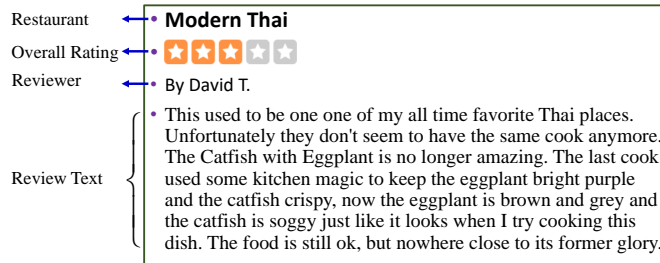 Restaurant
Modern Thai
Overall Rating
Reviewer
By David T.
Review Text
This used to be one one of my all time favorite Thai places.
Unfortunately they don't seem to have the same cook anymore.
The Catfish with Eggplant is no longer amazing. The last cook
used some kitchen magic to keep the eggplant bright purple
and the catfish crispy, now the eggplant is brown and grey and
the catfish is soggy just like it looks when I try cooking this
dish. The food is still ok, but nowhere close to its former glory.